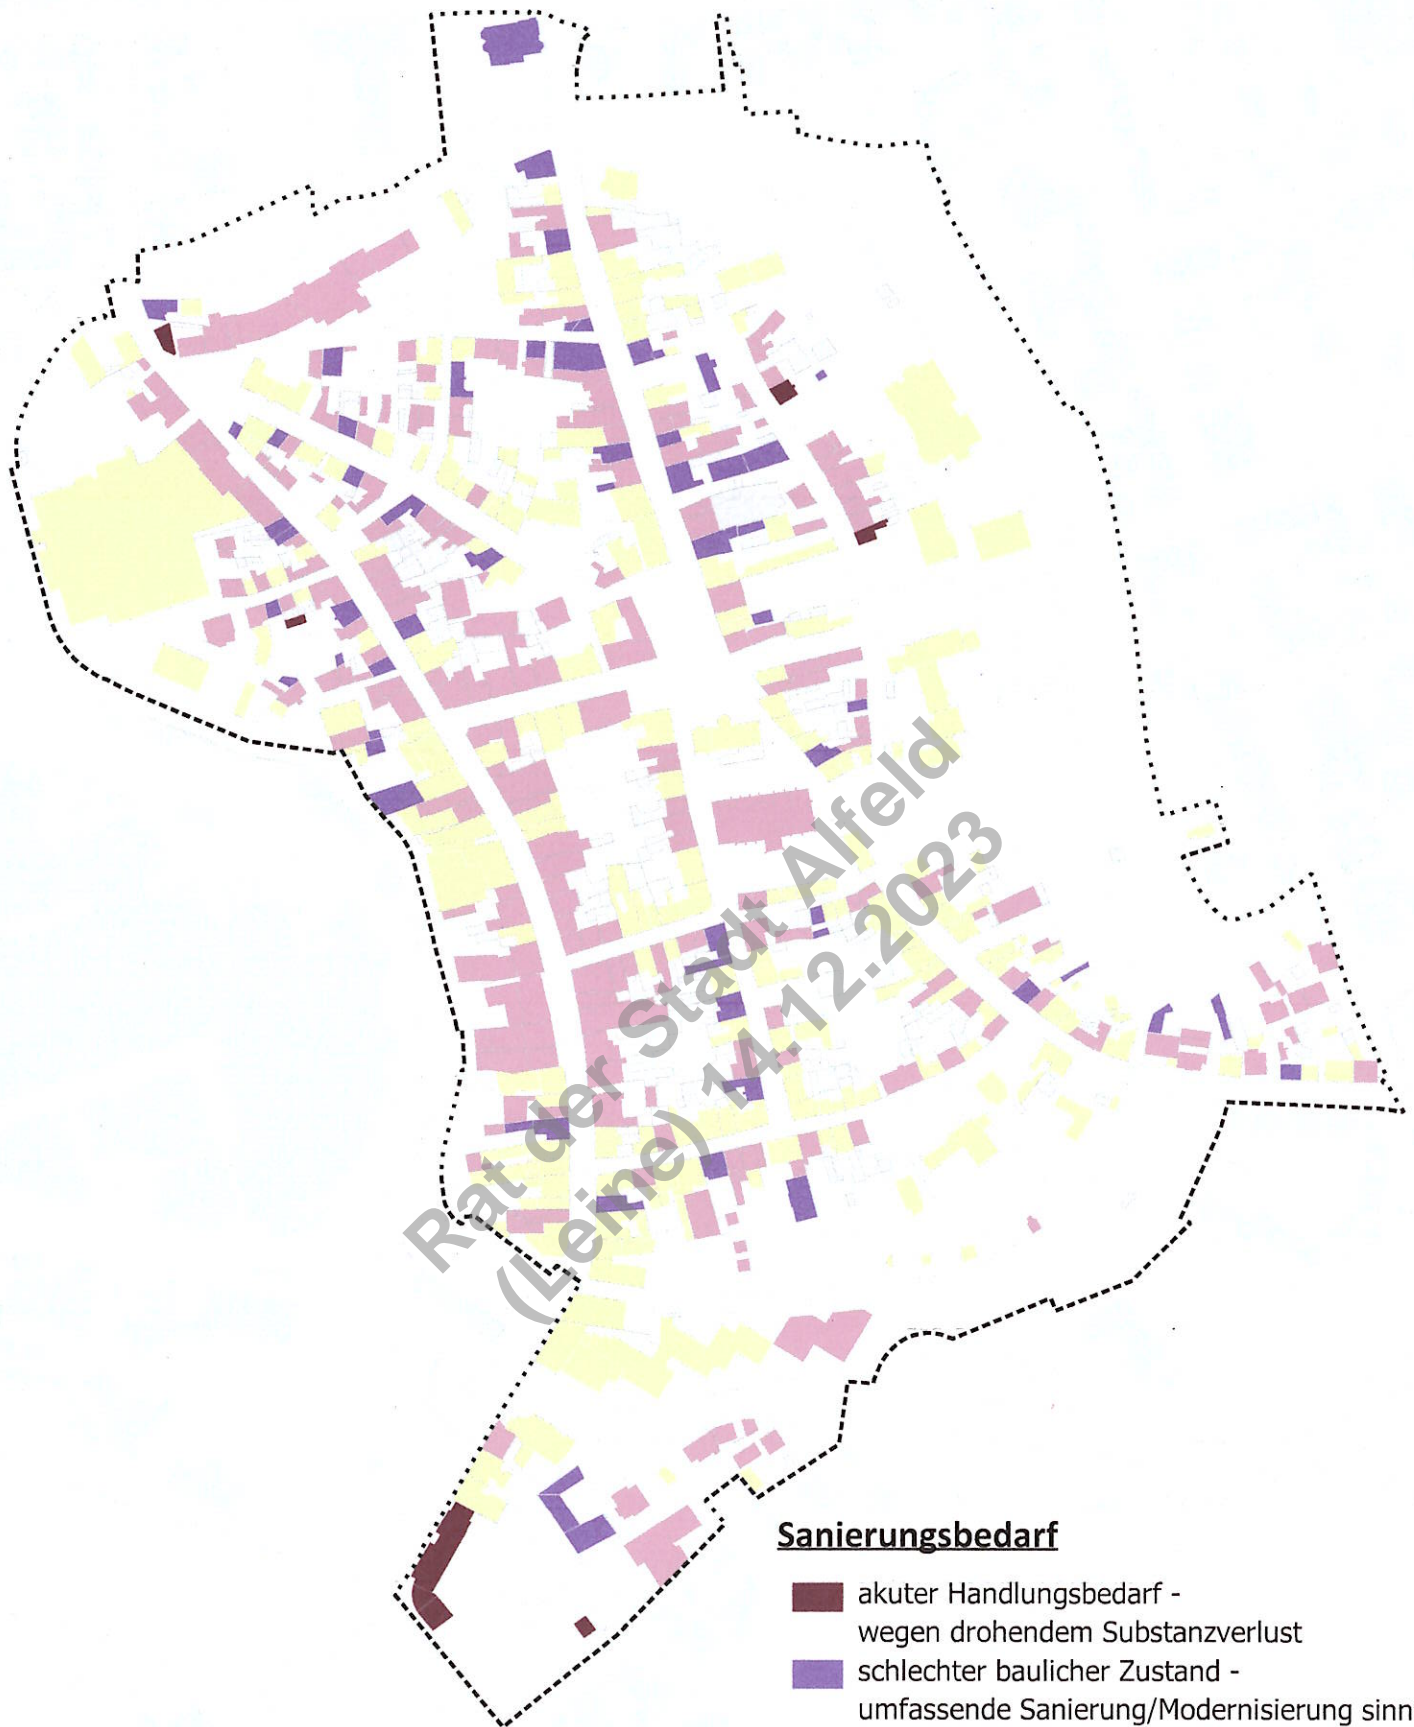 Rat der Stadt Alfeld
(Leine) 14.12.2023
Sanierungsbedarf
akuter Handlungsbedarf -
wegen drohendem Substanzverlust
schlechter baulicher Zustand -
umfassende Sanierung/Modernisierung sinn